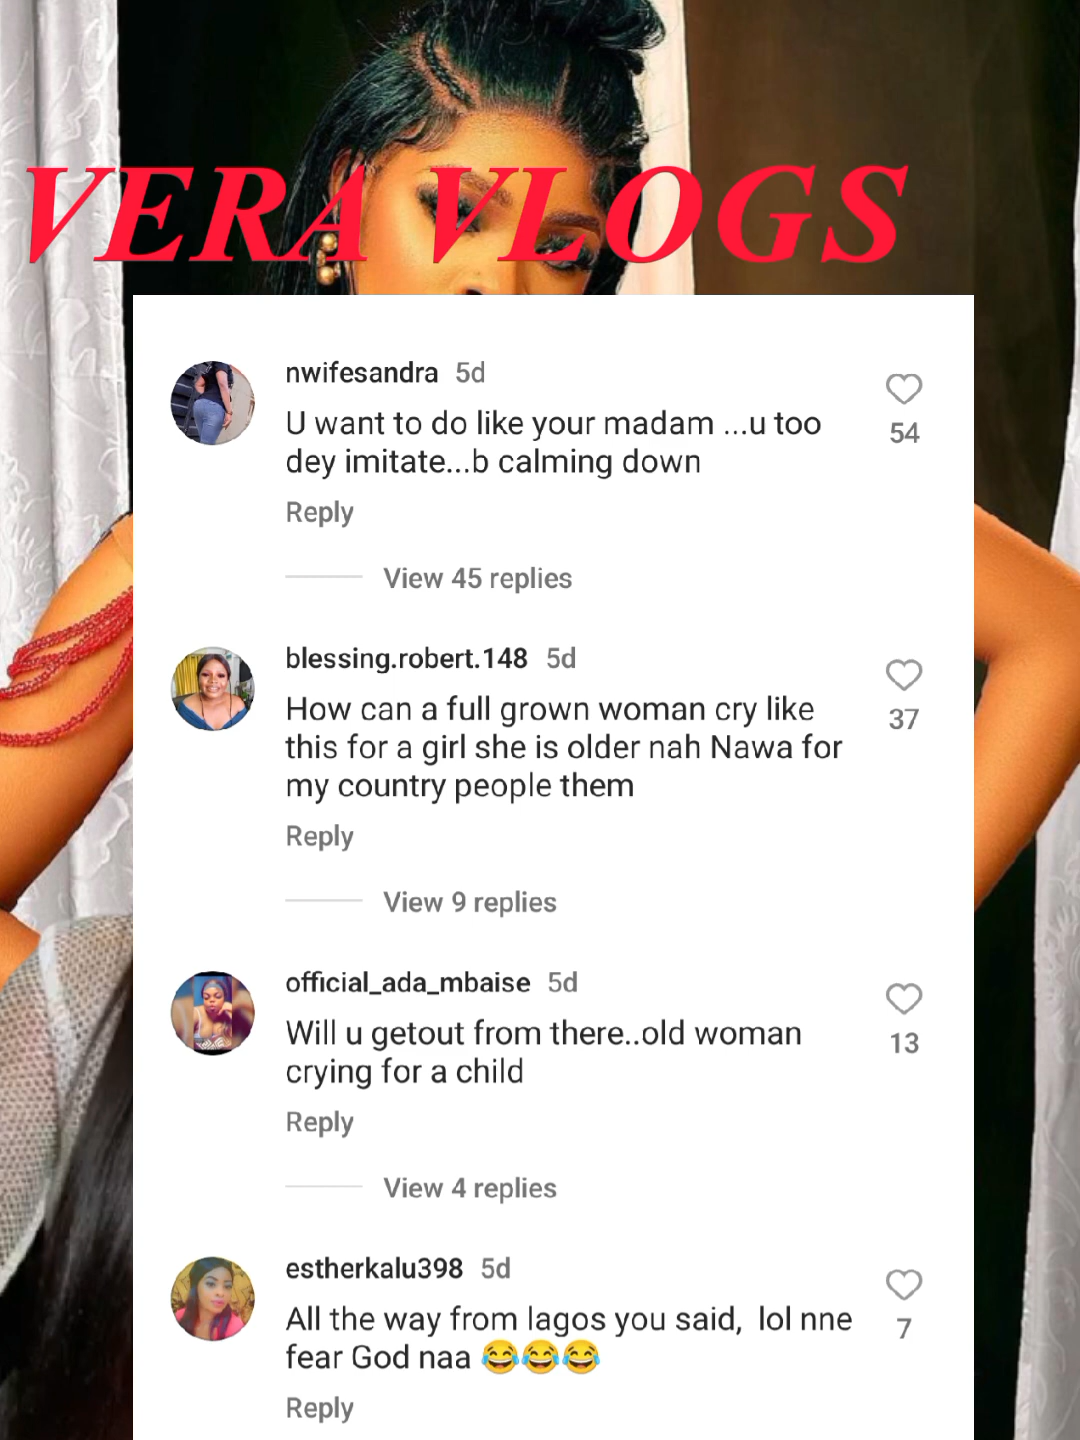 VERA VLOGS
nwifesandra 5d
U want to do like your madam ...u too
dey imitate...b calming down
54
Reply
View 45 replies
blessing.robert.148 5d
How can a full grown woman cry like
this for a girl she is older nah Nawa for
my country people them
37
Reply
View 9 replies
official_ada_mbaise 5d
Will u getout from there..old woman
crying for a child
13
Reply
View 4 replies
estherkalu398 5d
All the way from lagos you said, lol nne
fear God naa 😂😂😂
7
Reply